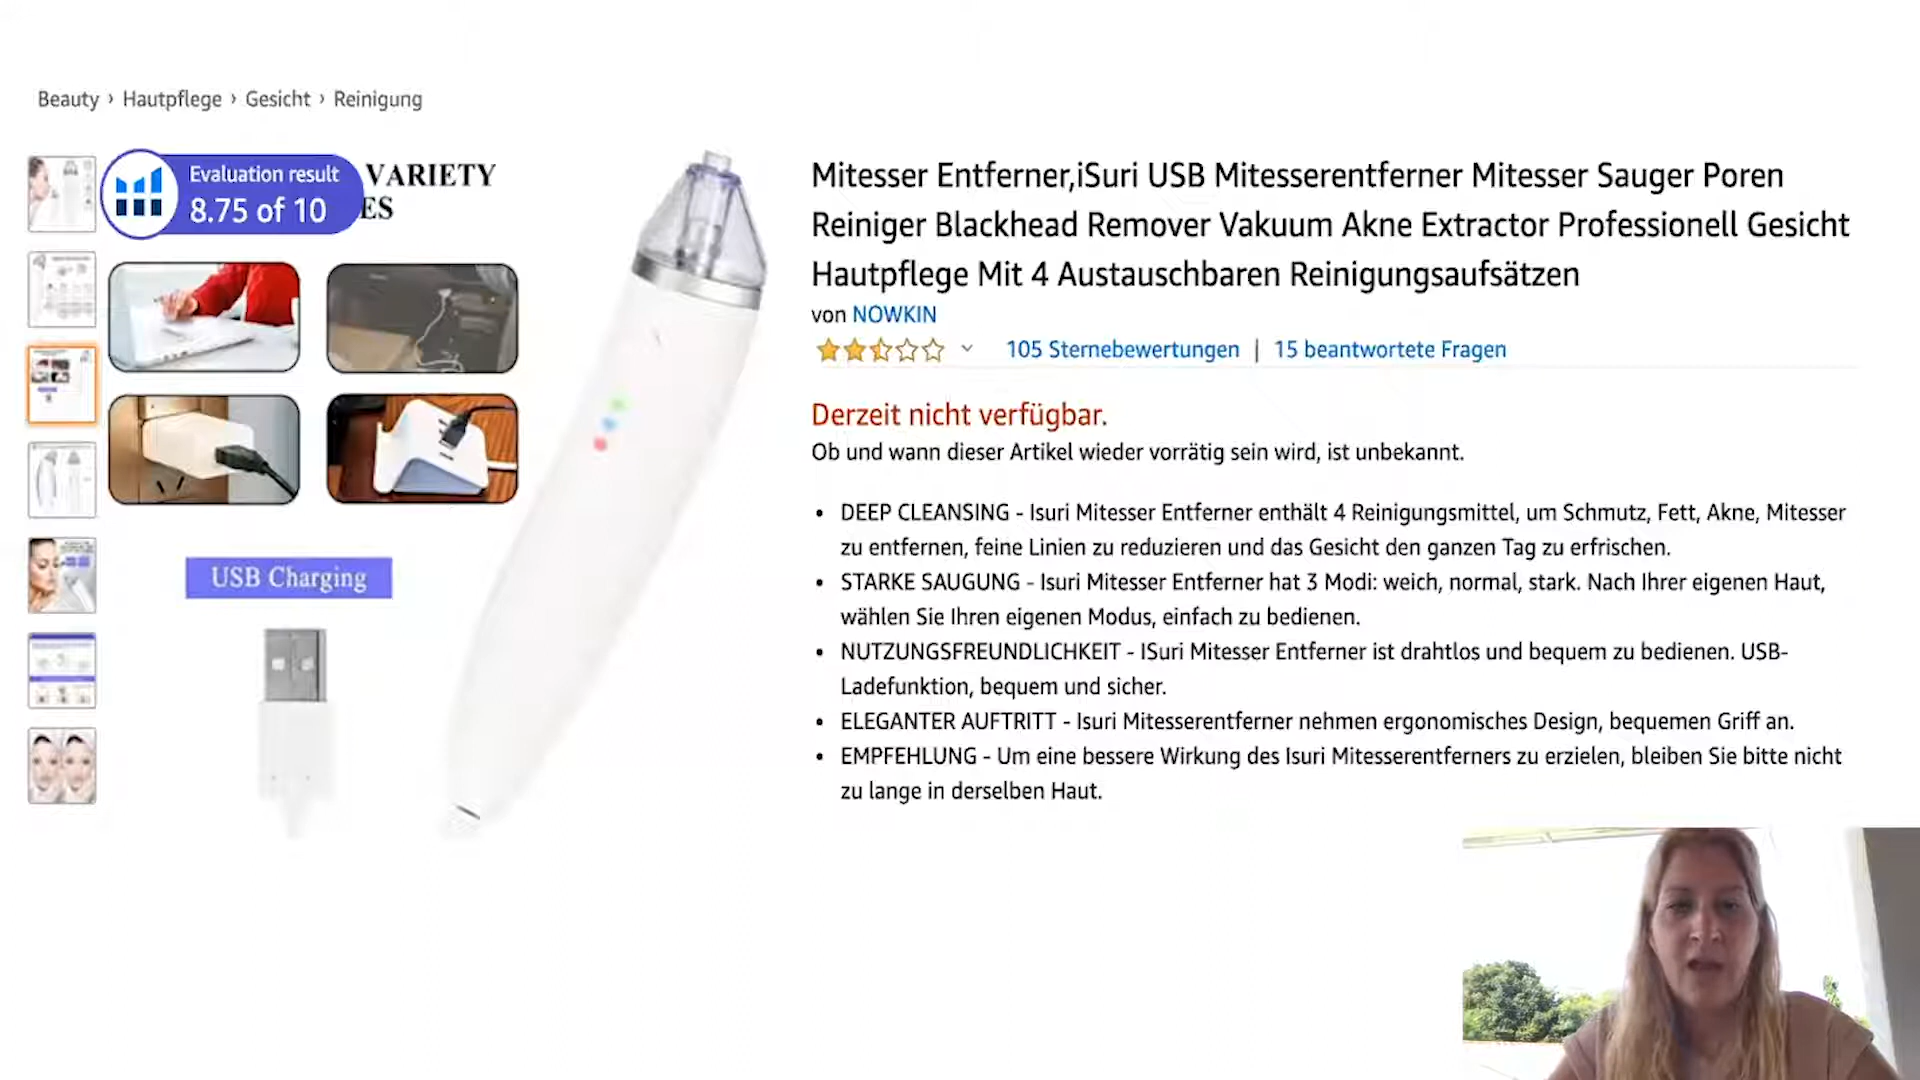 Beauty › Hautpflege › Gesicht › Reinigung
Evaluation result
8.75 of 10
VARIETY
ES
USB Charging
Mitesser Entferner,iSuri USB Mitesserentferner Mitesser Sauger Poren
Reiniger Blackhead Remover Vakuum Akne Extractor Professionell Gesicht
Hautpflege Mit 4 Austauschbaren Reinigungsaufsätzen
von NOWKIN
105 Sternebewertungen | 15 beantwortete Fragen
Derzeit nicht verfügbar.
Ob und wann dieser Artikel wieder vorrätig sein wird, ist unbekannt.
• DEEP CLEANSING - Isuri Mitesser Entferner enthält 4 Reinigungsmittel, um Schmutz, Fett, Akne, Mitesser
zu entfernen, feine Linien zu reduzieren und das Gesicht den ganzen Tag zu erfrischen.
• STARKE SAUGUNG - Isuri Mitesser Entferner hat 3 Modi: weich, normal, stark. Nach Ihrer eigenen Haut,
wählen Sie Ihren eigenen Modus, einfach zu bedienen.
• NUTZUNGSFREUNDLICHKEIT - ISuri Mitesser Entferner ist drahtlos und bequem zu bedienen. USB-
Ladefunktion, bequem und sicher.
• ELEGANTER AUFTRITT - Isuri Mitesserentferner nehmen ergonomisches Design, bequemen Griff an.
• EMPFEHLUNG - Um eine bessere Wirkung des Isuri Mitesserentferners zu erzielen, bleiben Sie bitte nicht
zu lange in derselben Haut.